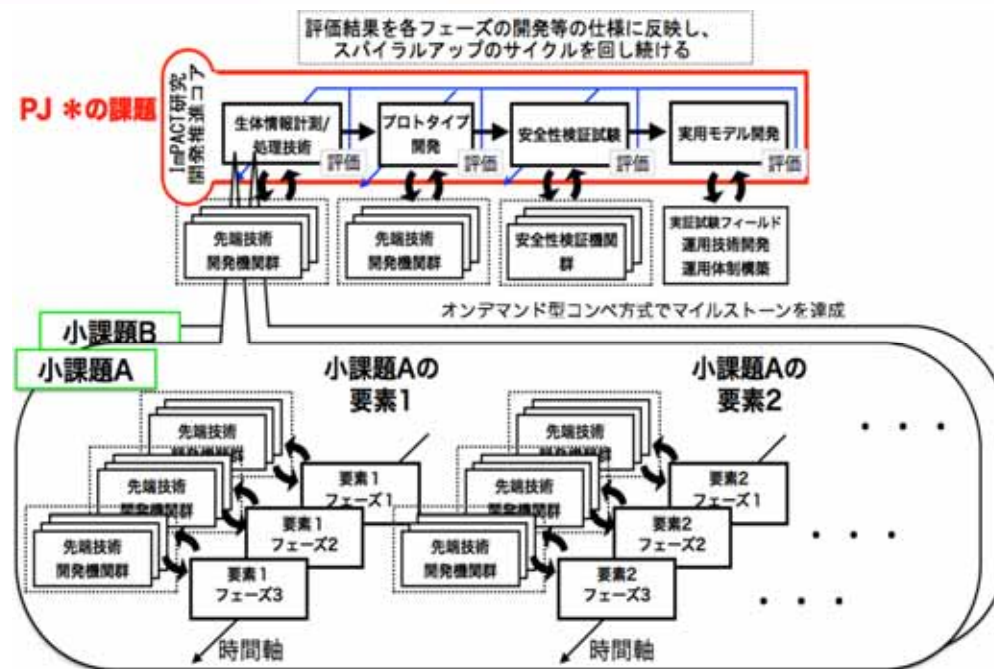 評価結果を各フェーズの開発等の仕様に反映し、
スパイラルアップのサイクルを回し続ける
PJ *の課題
ImPACT研究
開発推進コア
生体情報計測/
処理技術
評価
プロトタイプ
開発
評価
安全性検証試験
評価
実用モデル開発
評価
先端技術
開発機関群
先端技術
開発機関群
安全性検証機関
群
実証試験フィールド
運用技術開発
運用体制構築
オンデマンド型コンペ方式でマイルストーンを達成
小課題B
小課題A
小課題Aの
要素1
小課題Aの
要素2
先端技術
開発機関群
要素1
フェーズ1
先端技術
開発機関群
要素1
フェーズ2
先端技術
開発機関群
要素1
フェーズ3
時間軸
先端技術
開発機関群
要素2
フェーズ1
先端技術
開発機関群
要素2
フェーズ2
先端技術
開発機関群
要素2
フェーズ3
時間軸
・ ・ ・
・ ・ ・
・ ・ ・